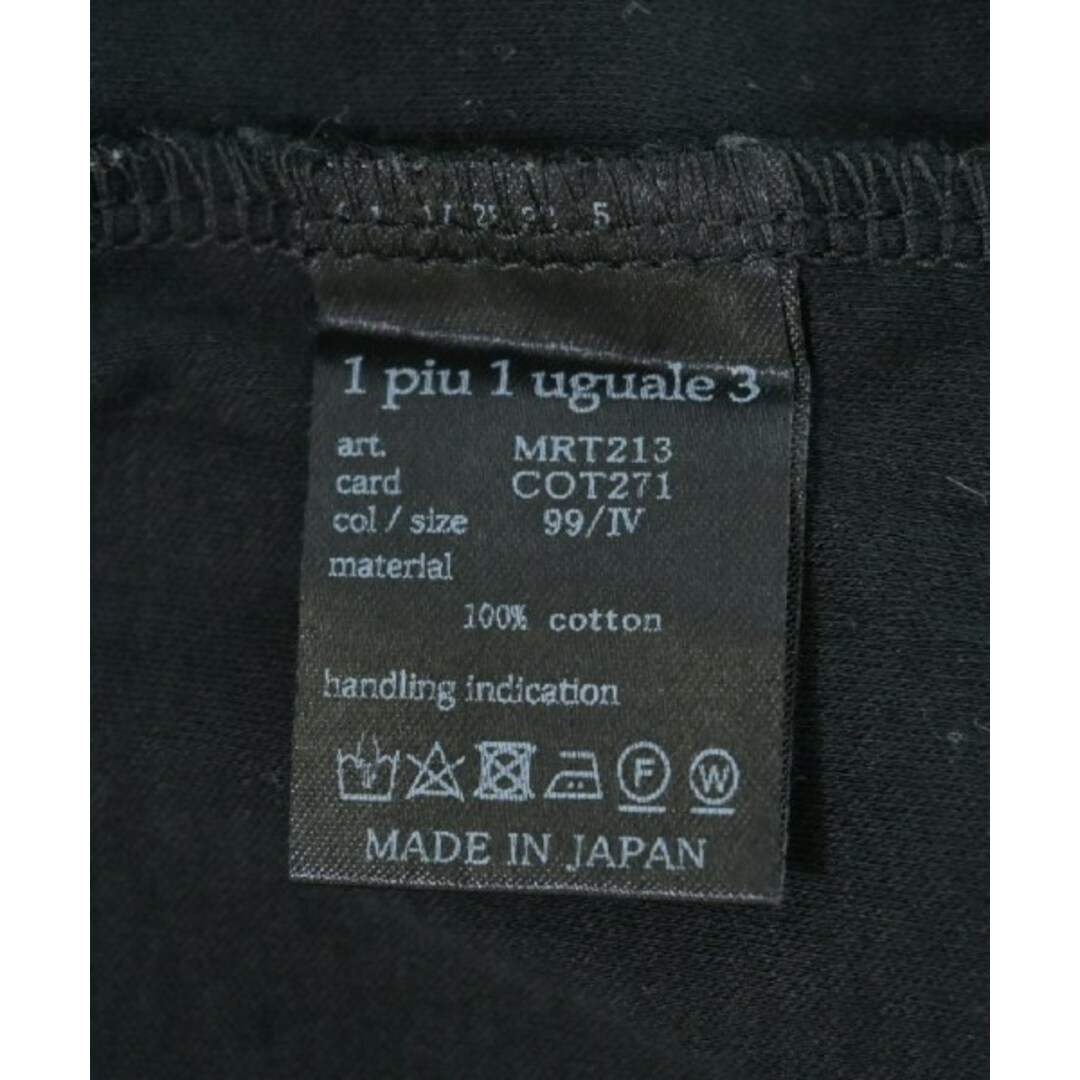 5
1 piu 1 uguale 3
art. MRT213
card COT271
col / size 99/IV
material
100% cotton
handling indication
F W
MADE IN JAPAN